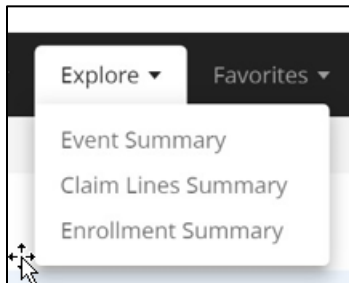 Explore ▾ Favorites ▾
Event Summary
Claim Lines Summary
Enrollment Summary